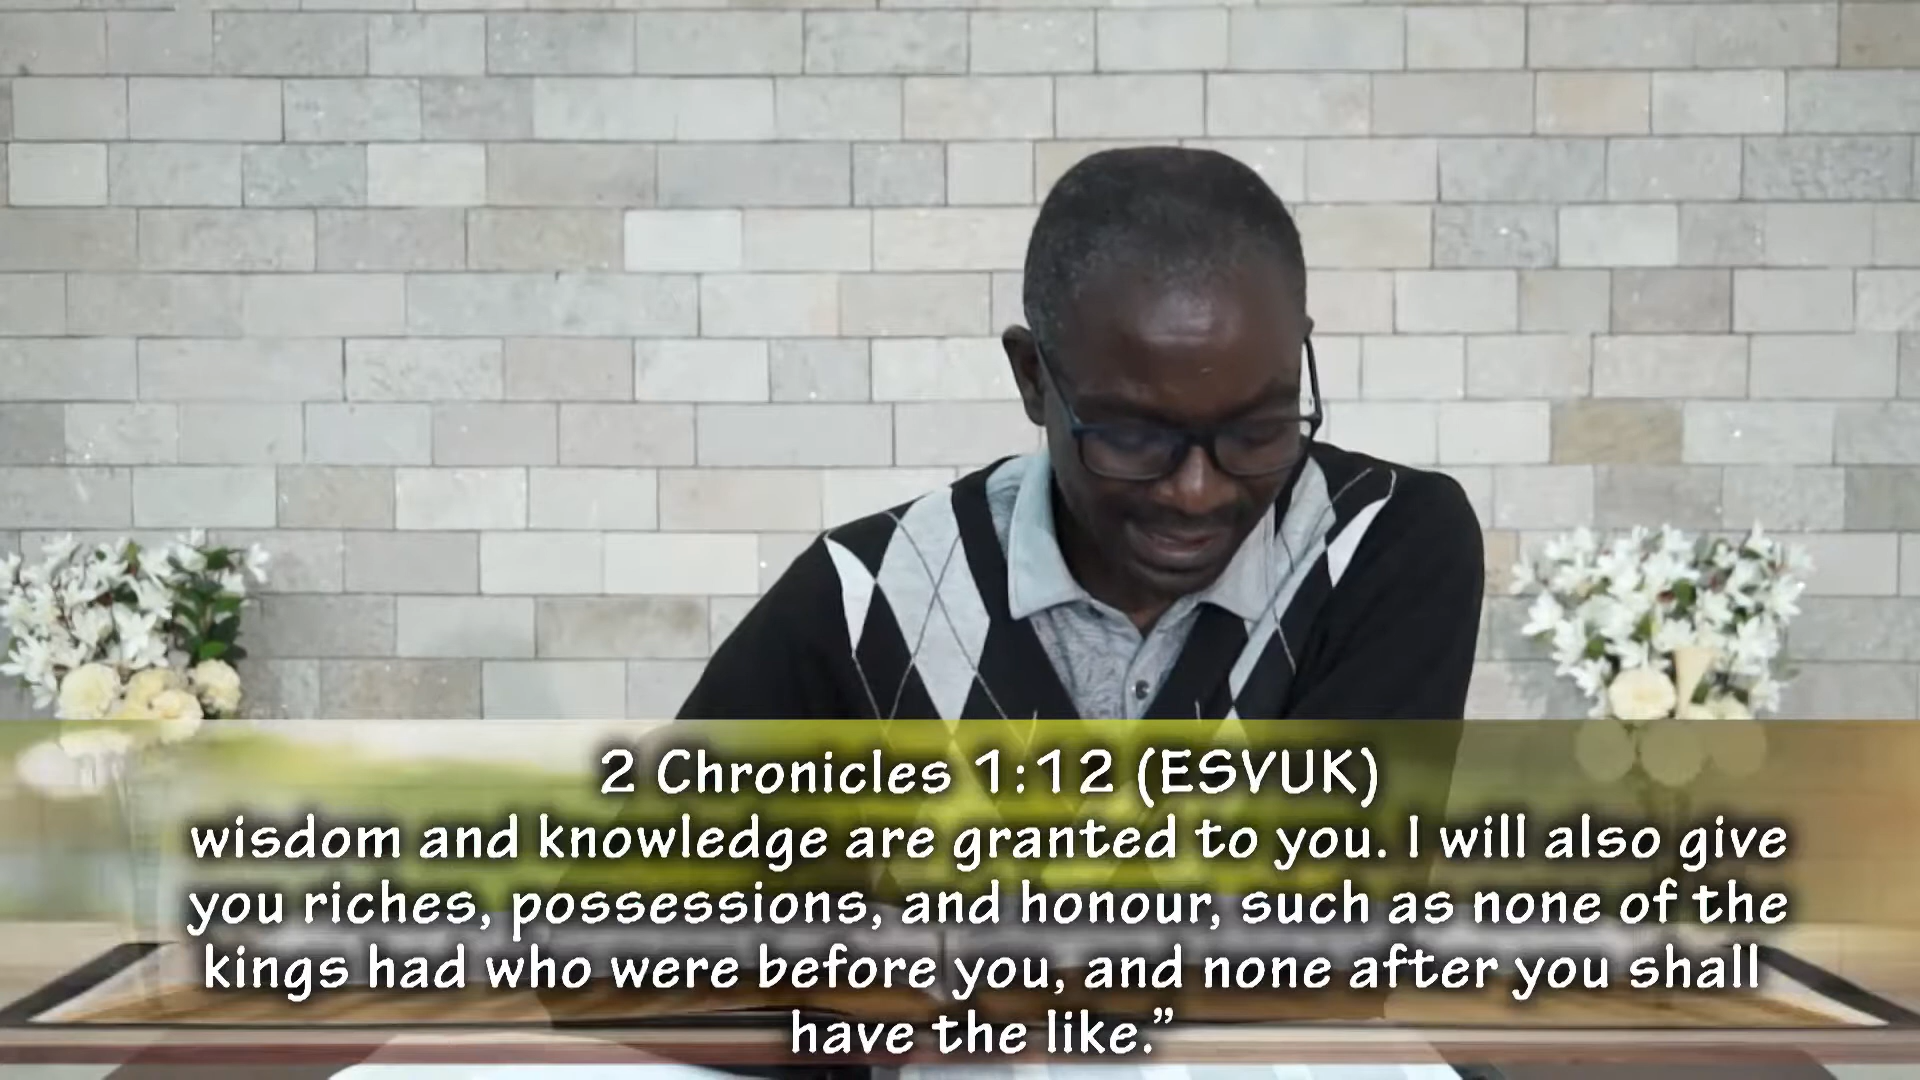 2 Chronicles 1:12 (ESVUK)
wisdom and knowledge are granted to you. I will also give
you riches, possessions, and honour, such as none of the
kings had who were before you, and none after you shall
have the like.”